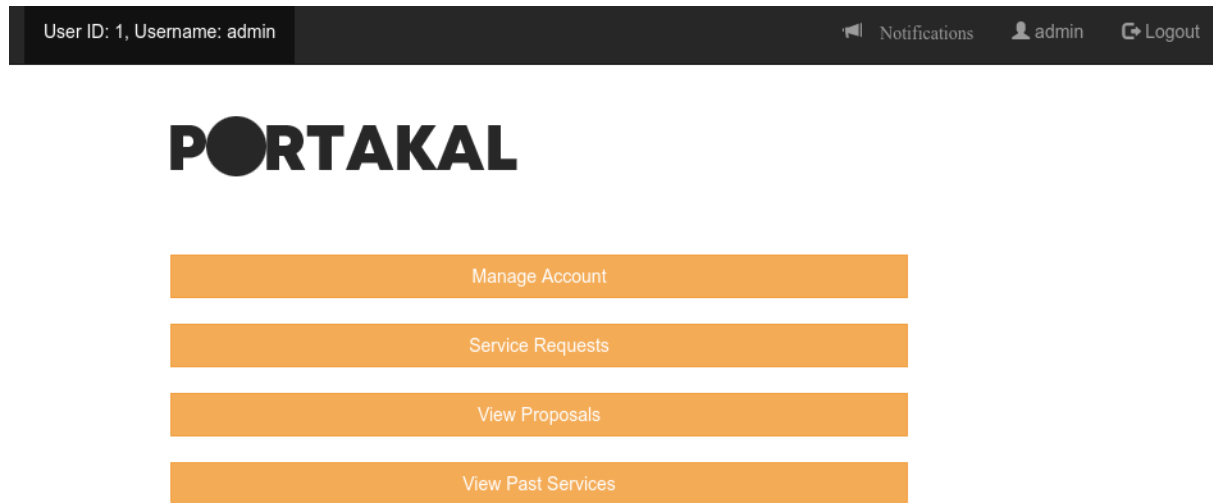 User ID: 1, Username: admin Notifications admin Logout
PORTAKAL
Manage Account
Service Requests
View Proposals
View Past Services